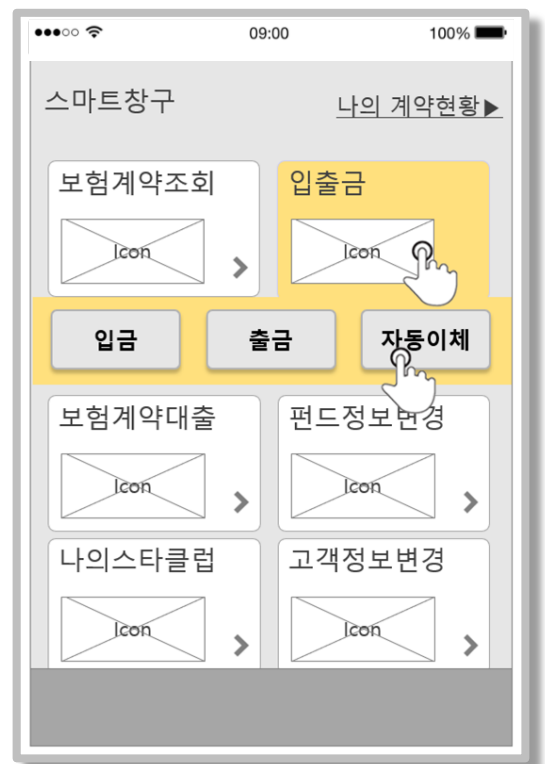 09:00 100%
스마트창구 나의 계약현황▶
보험계약조회 입출금
Icon Icon
입금 출금 자동이체
보험계약대출 펀드정보변경
Icon Icon
나의스타클럽 고객정보변경
Icon Icon